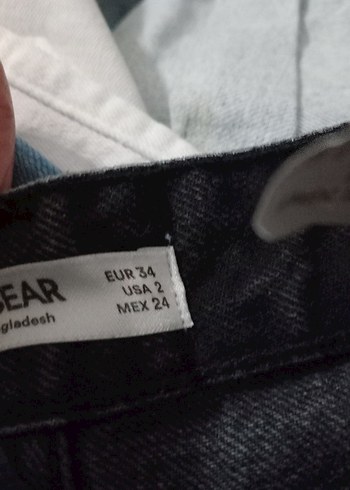 EAR
gladesh
EUR 34
USA 2
MEX 24